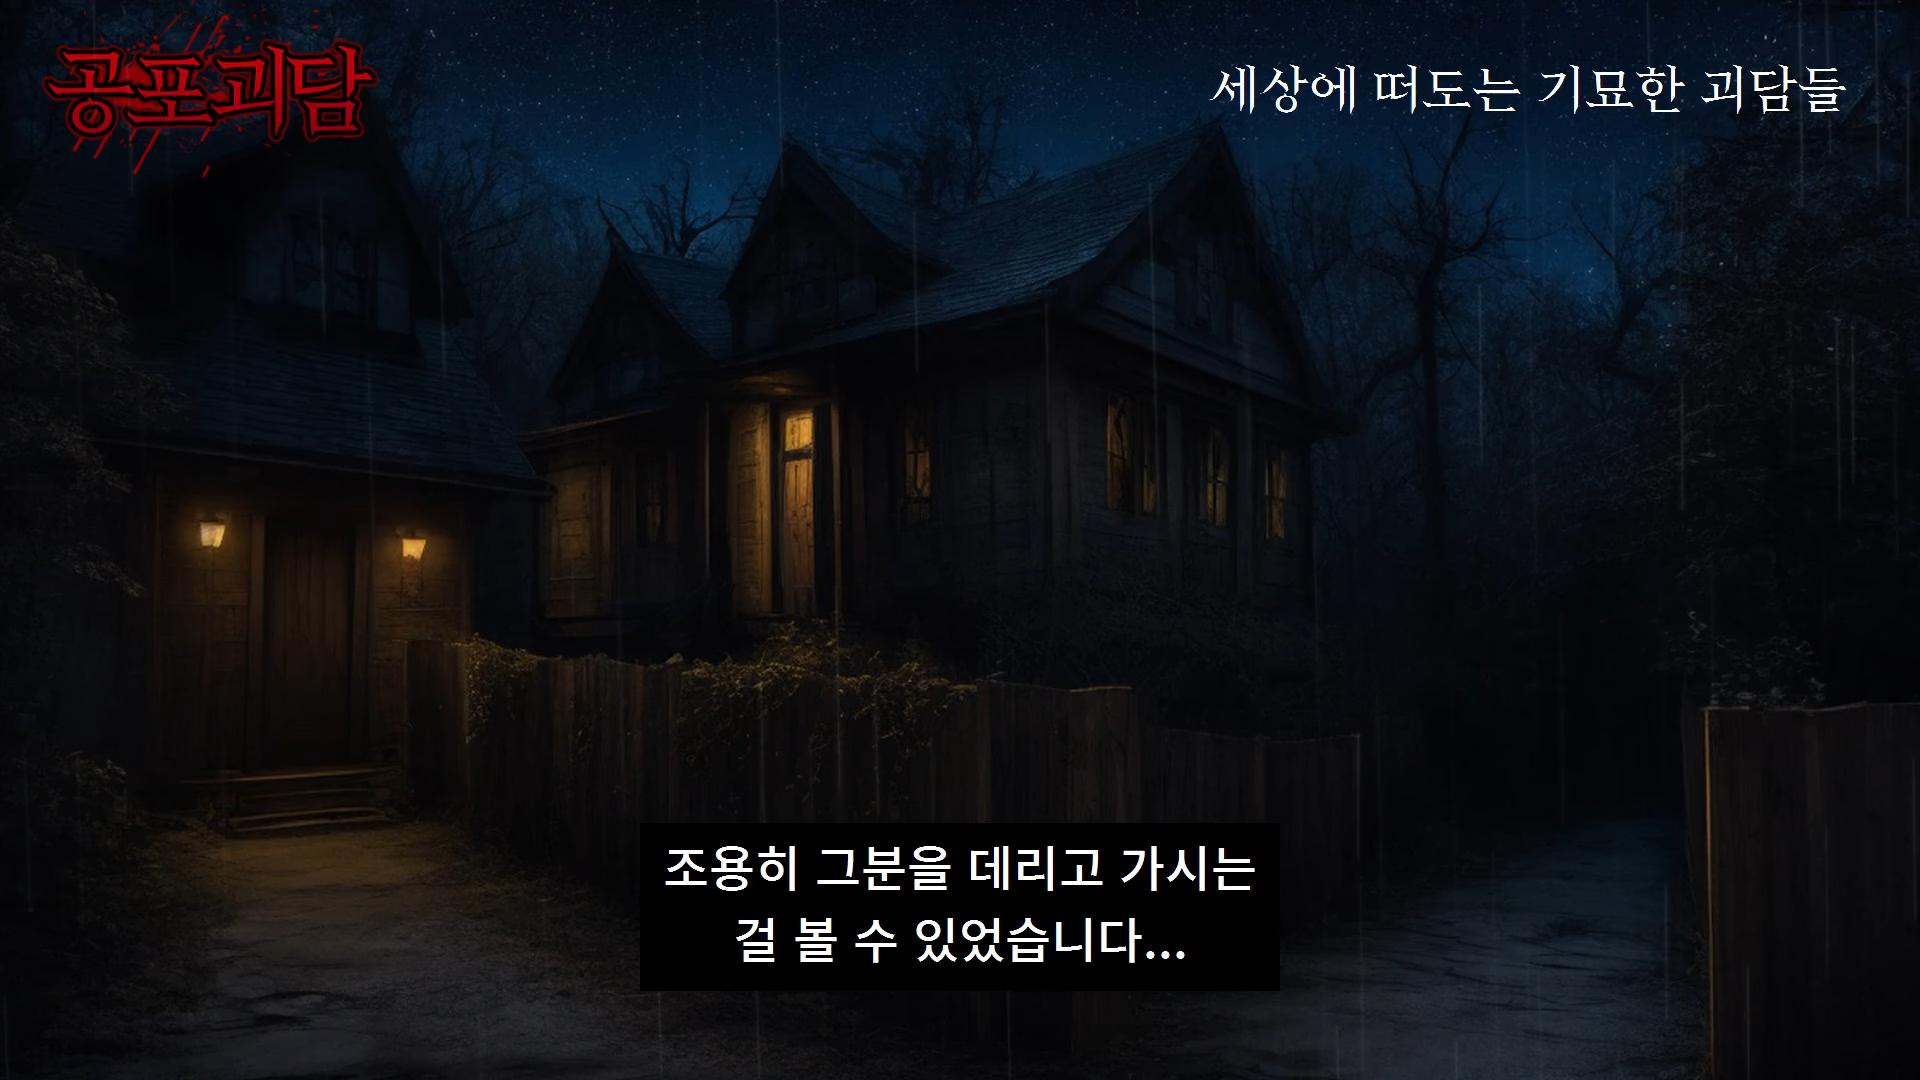 공포괴담
세상에 떠도는 기묘한 괴담들
조용히 그분을 데리고 가시는
걸 볼 수 있었습니다...